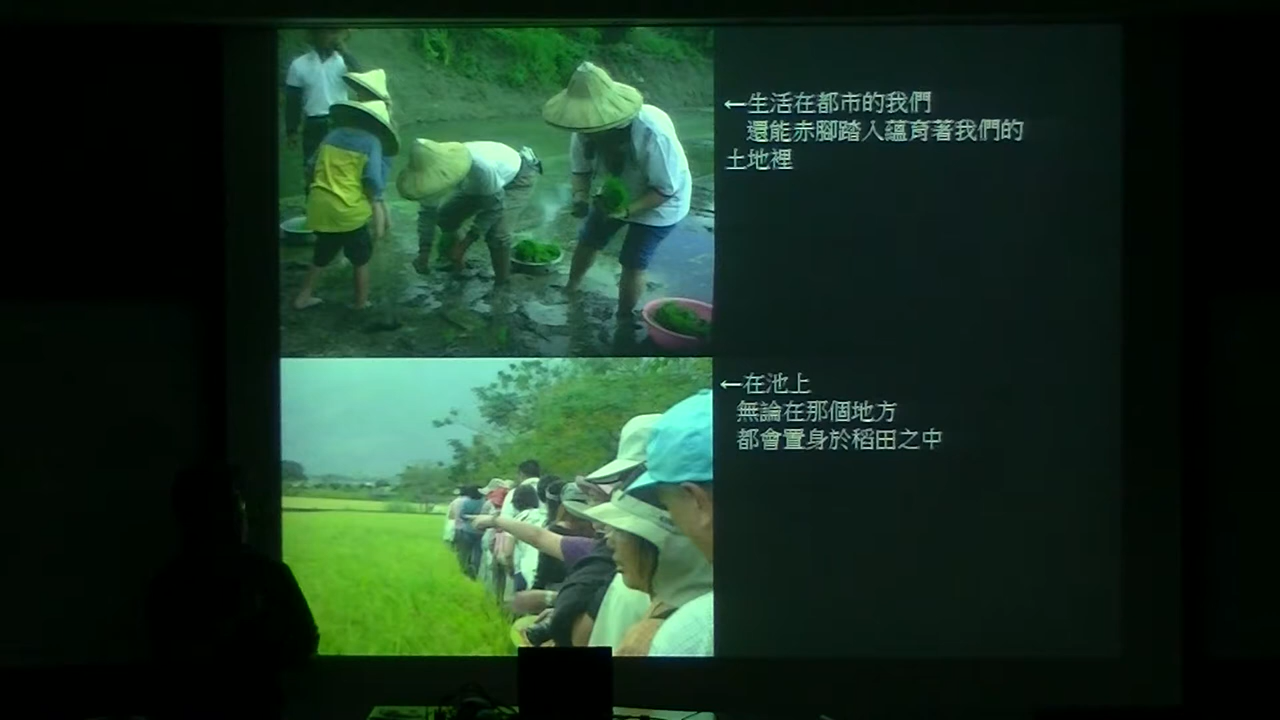 ←生活在都市的我們
還能赤腳踏入蘊育著我們的
土地裡
←在池上
無論在那個地方
都會置身於稻田之中